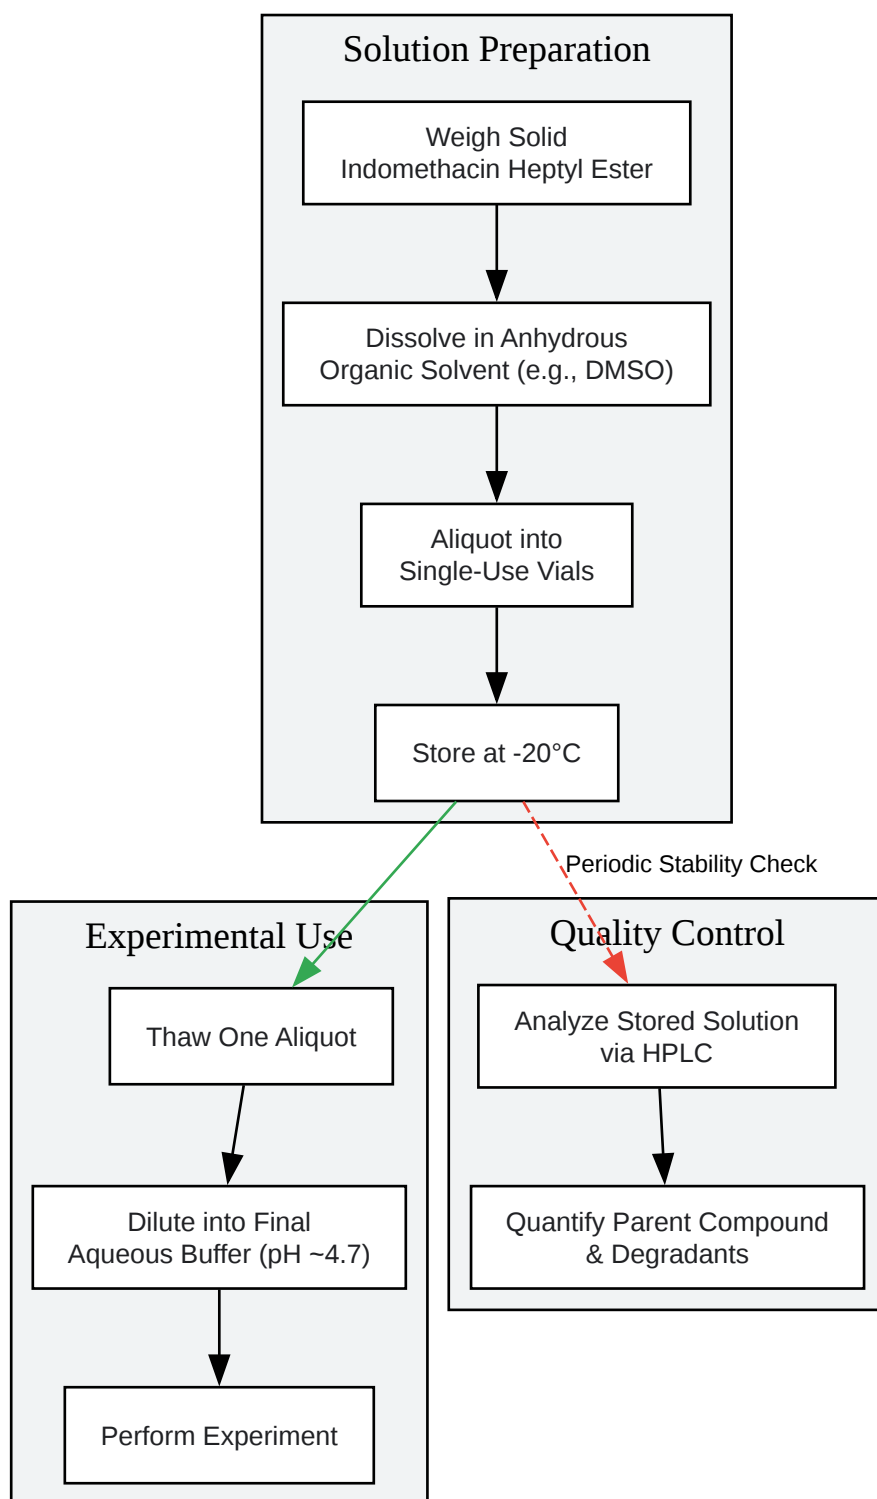 Solution Preparation
Weigh Solid
Indomethacin Heptyl Ester
Dissolve in Anhydrous
Organic Solvent (e.g., DMSO)
Aliquot into
Single-Use Vials
Store at -20°C
Periodic Stability Check
Experimental Use
Thaw One Aliquot
Dilute into Final
Aqueous Buffer (pH ~4.7)
Perform Experiment
Quality Control
Analyze Stored Solution
via HPLC
Quantify Parent Compound
& Degradants